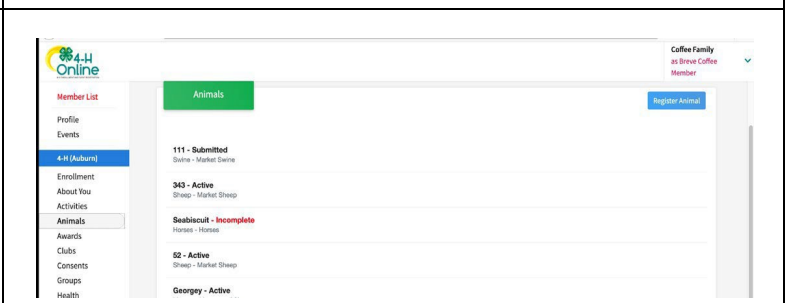 4-H
Online
Coffee Family
as Breve Coffee
Member
Member List
Profile
Events
4-H (Auburn)
Enrollment
About You
Activities
Animals
Awards
Clubs
Consents
Groups
Health
Animals
Register Animal
111 - Submitted
Swine - Market Swine
343 - Active
Sheep - Market Sheep
Seabiscuit - Incomplete
Horses - Horses
52 - Active
Sheep - Market Sheep
Georgey - Active